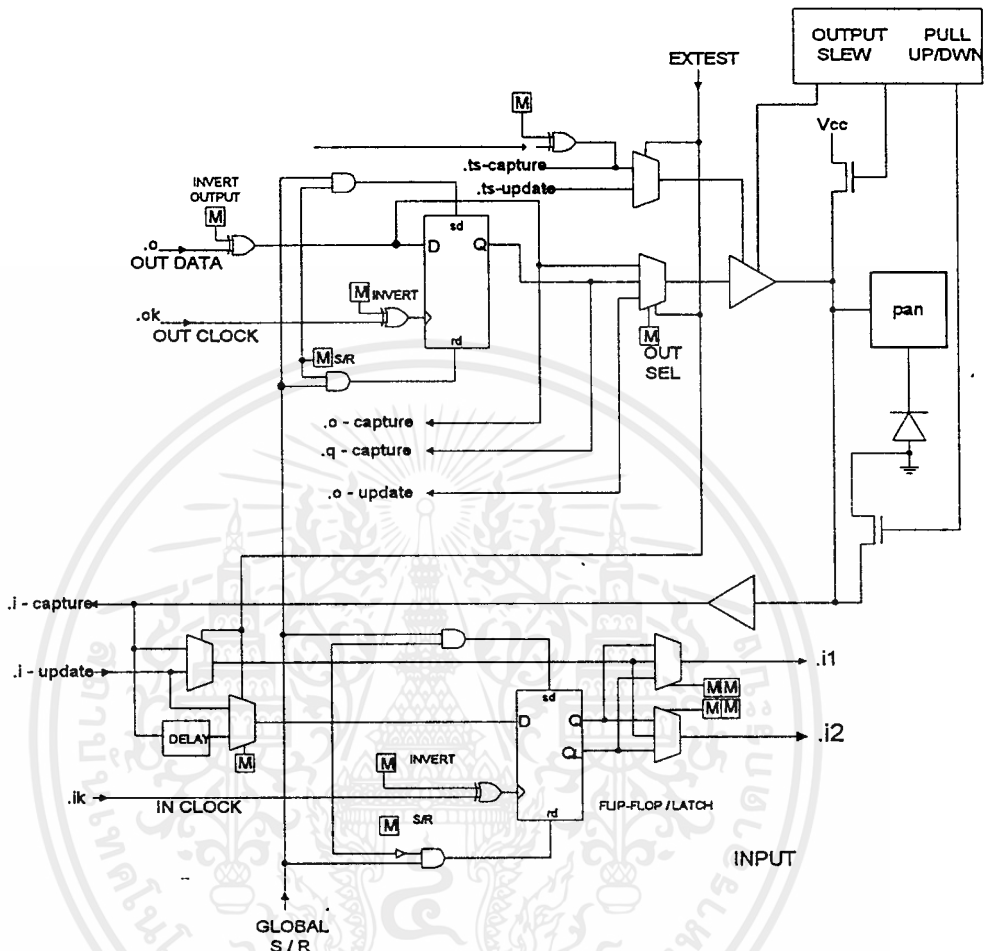 OUTPUT
SLEW
PULL
UP/DWN
EXTEST
M
Vcc
.ts-capture
.ts-update
INVERT
OUTPUT
M
sd
D
Q
.o
OUT DATA
M INVERT
pan
.ok
OUT CLOCK
M
OUT
SEL
M S/R
rd
.o - capture
.q - capture
.o - update
.i - capture
.i1
.i - update
M M
M M
sd
D
Q
Q
.i2
DELAY
M
INVERT
M
.ik
IN CLOCK
FLIP-FLOP / LATCH
S/R
M
rd
INPUT
GLOBAL
S / R